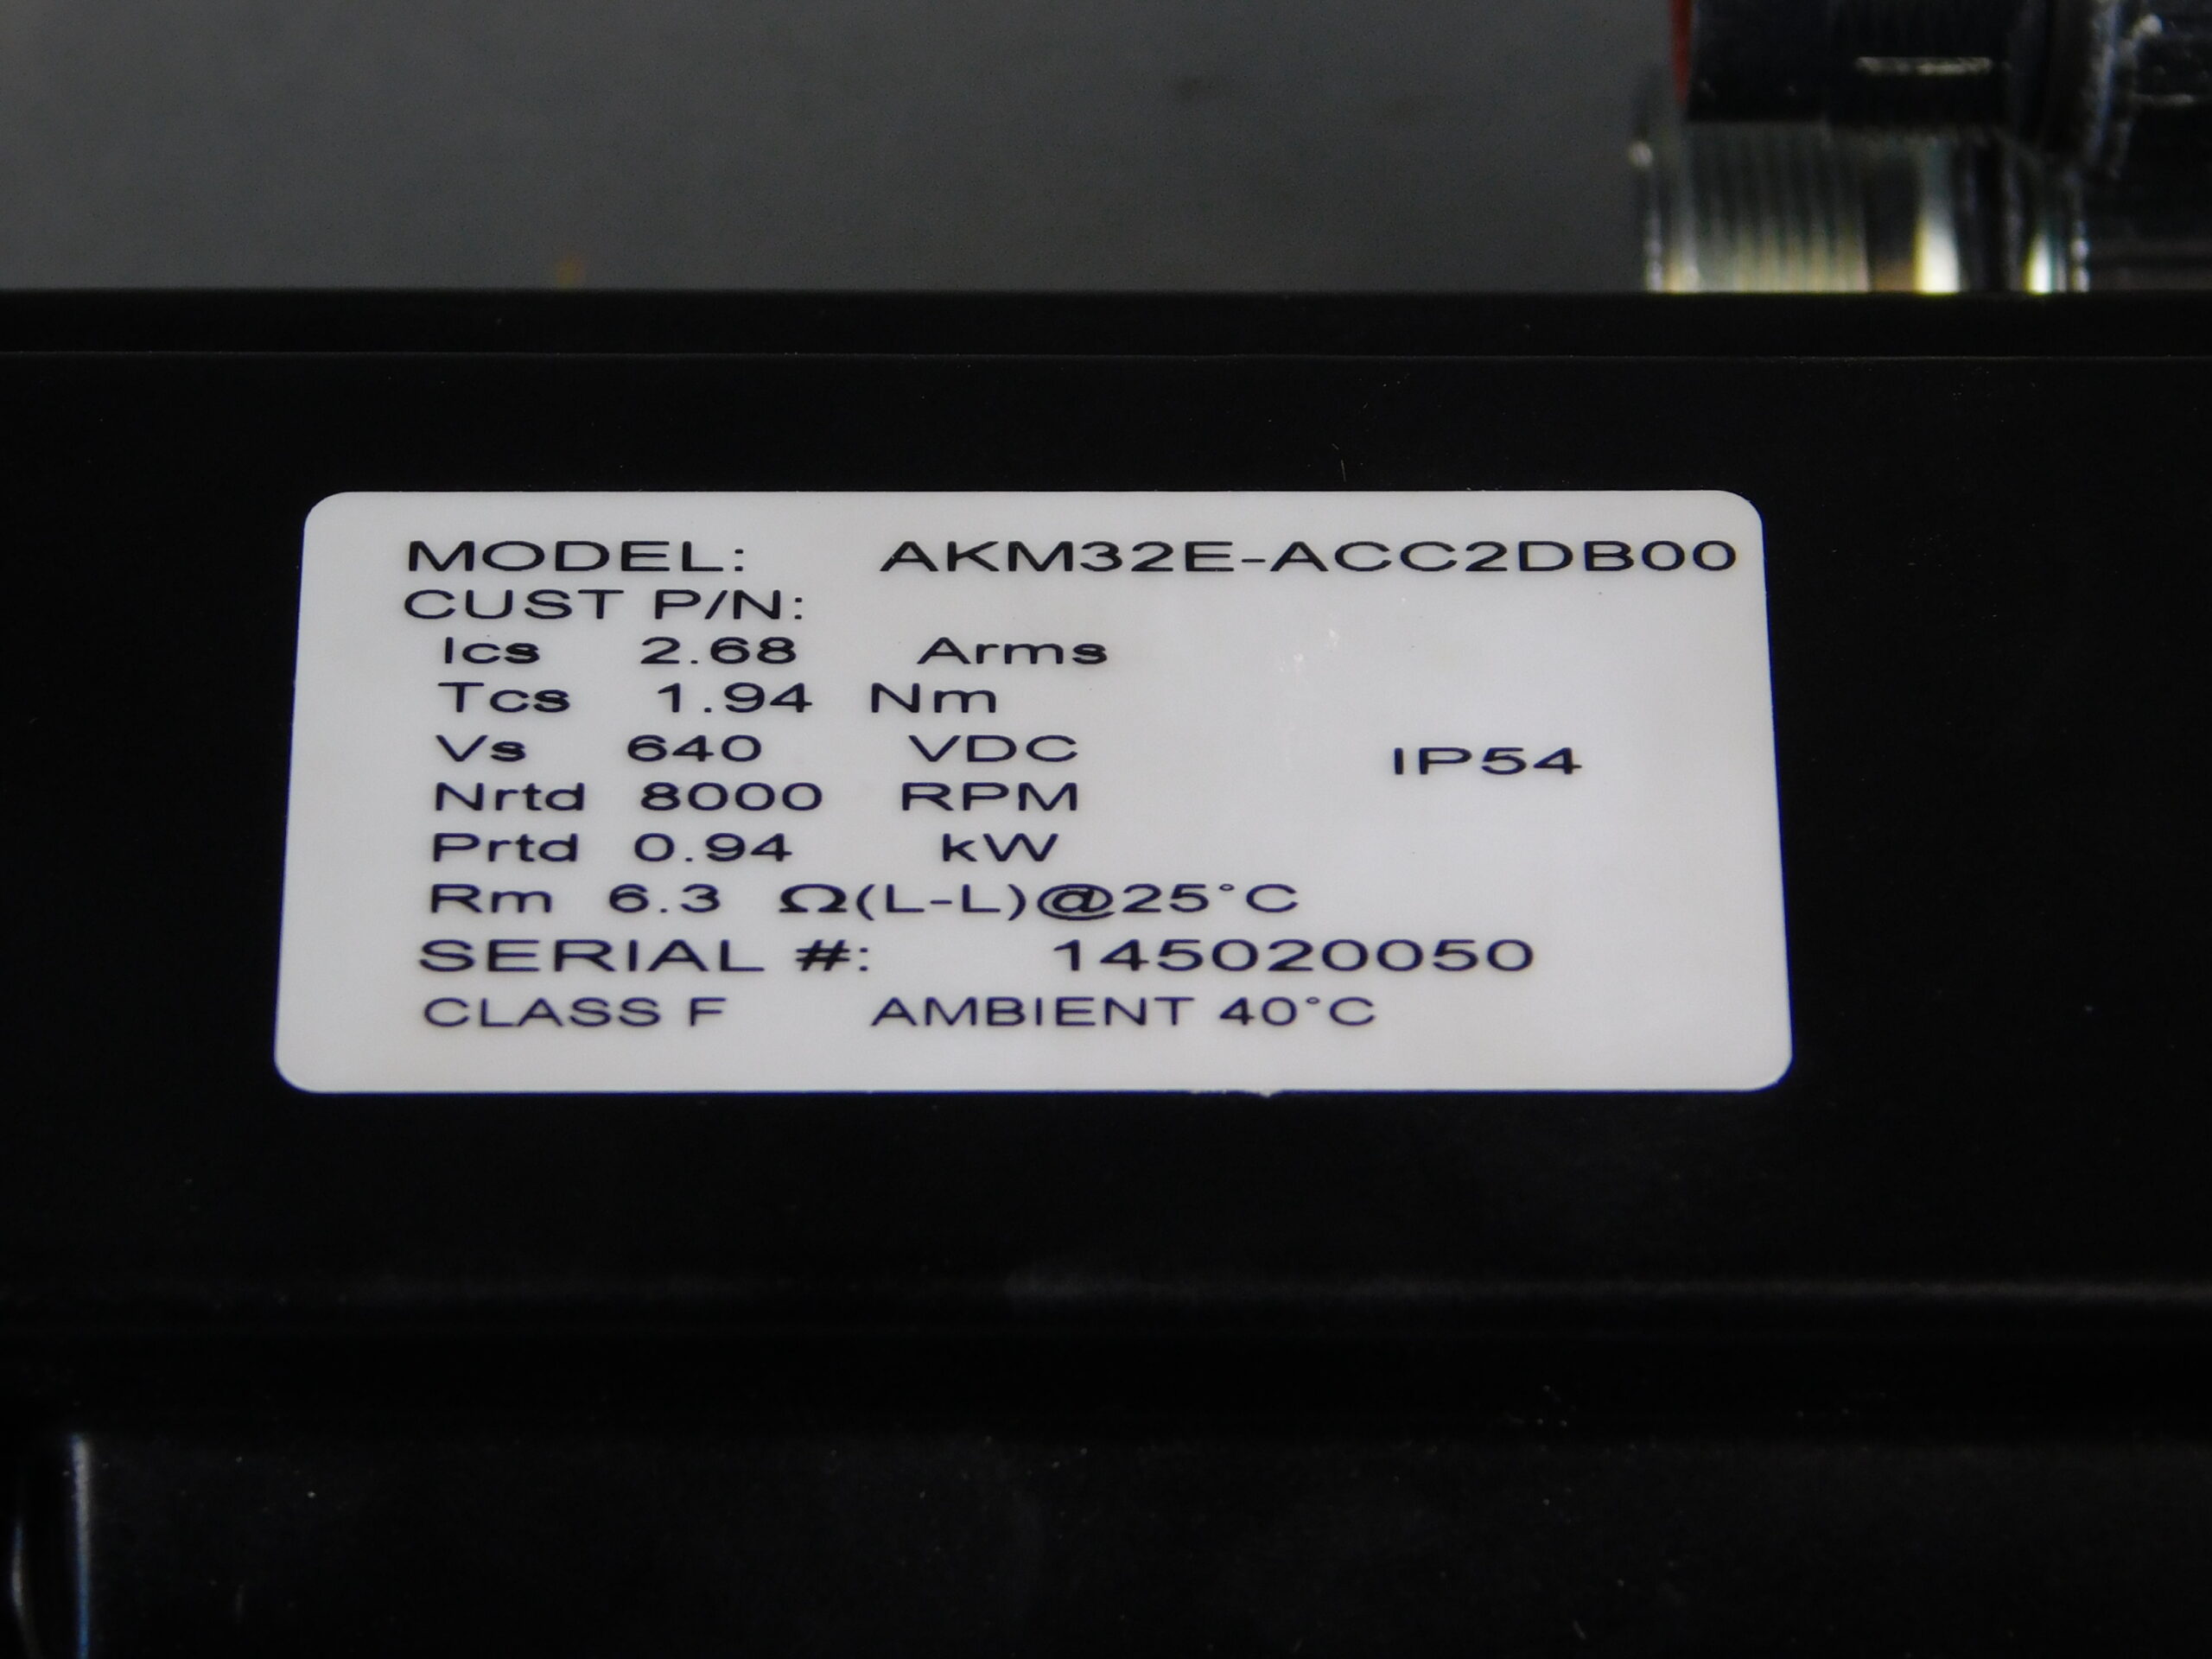 MODEL: AKM32E-ACC2DB00
CUST P/N:
Ics 2.68 Arms
Tcs 1.94 Nm
Vs 640 VDC
IP54
Nrtd 8000 RPM
Prtd 0.94 kW
Rm 6.3 Ω(L-L)@25°C
SERIAL #: 145020050
CLASS F AMBIENT 40°C